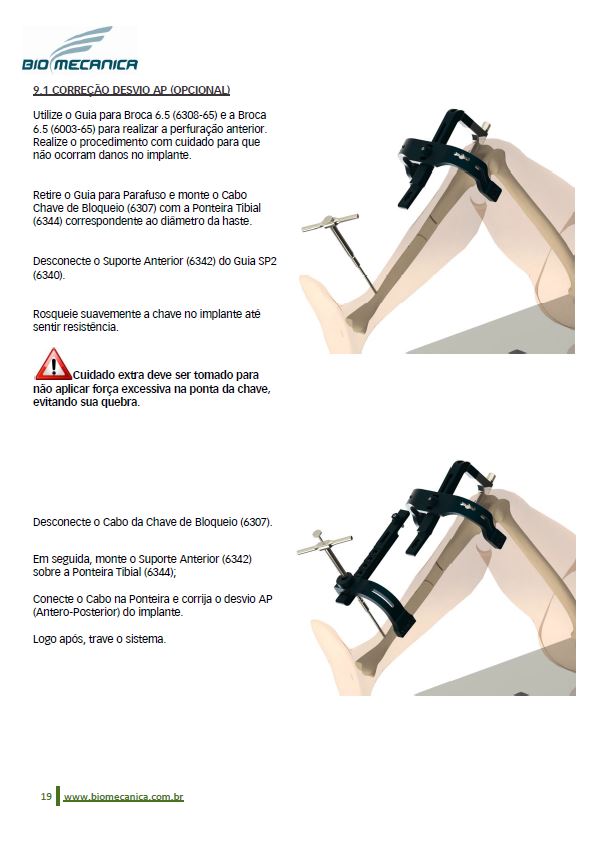 BIOMECANICA
9.1 CORREÇÃO DESVIO AP (OPCIONAL)
Utilize o Guia para Broca 6.5 (6308-65) e a Broca
6.5 (6003-65) para realizar a perfuração anterior.
Realize o procedimento com cuidado para que
não ocorram danos no implante.
Retire o Guia para Parafuso e monte o Cabo
Chave de Bloqueio (6307) com a Ponteira Tibial
(6344) correspondente ao diâmetro da haste.
Desconecte o Suporte Anterior (6342) do Guia SP2
(6340).
Rosqueie suavemente a chave no implante até
sentir resistência.
Cuidado extra deve ser tomado para
não aplicar força excessiva na ponta da chave,
evitando sua quebra.
Desconecte o Cabo da Chave de Bloqueio (6307).
Em seguida, monte o Suporte Anterior (6342)
sobre a Ponteira Tibial (6344);
Conecte o Cabo na Ponteira e corrija o desvio AP
(Antero-Posterior) do implante.
Logo após, trave o sistema.
19 www.biomecanica.com.br